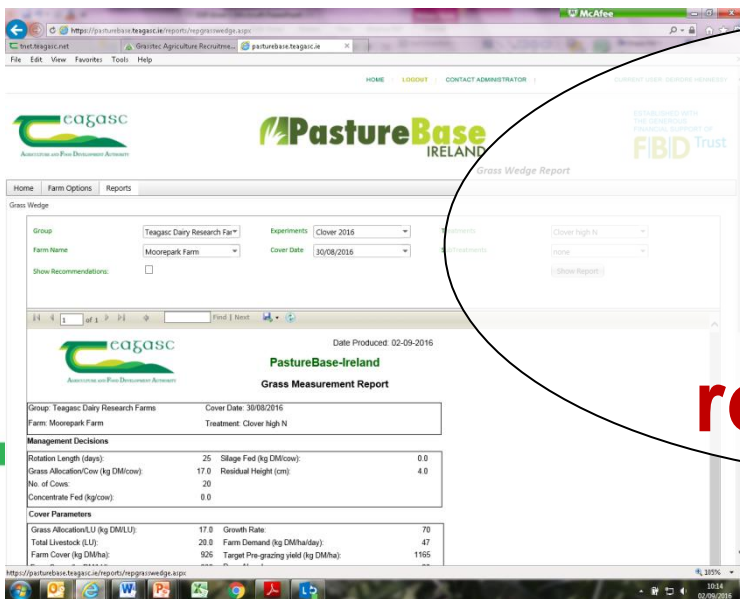 McAfee
https://pasturebase.teagasc.ie/reports/repgrasswedge.aspx
tnet.teagasc.net Grasstec Agriculture Recruitme... pasturebase.teagasc.ie
File Edit View Favorites Tools Help
HOME LOGOUT CONTACT ADMINISTRATOR
eagasc
AGRICULTURE AND FOOD DEVELOPMENT AUTHORITY
PastureBase
IRELAND
ESTABLISHED WITH
THE GENEROUS
FINANCIAL SUPPORT OF
FBD Trust
Grass Wedge Report
Home Farm Options Reports
Grass Wedge
Group Teagasc Dairy Research Far Experiments Clover 2016 Treatments Clover high N
Farm Name Moorepark Farm Cover Date 30/08/2016 none
Show Recommendations: Show Report
1 of 1 Find | Next
eagasc
AGRICULTURE AND FOOD DEVELOPMENT AUTHORITY
Date Produced: 02-09-2016
PastureBase-Ireland
Grass Measurement Report
Group: Teagasc Dairy Research Farms Cover Date: 30/08/2016
Farm: Moorepark Farm Treatment: Clover high N
Management Decisions
Rotation Length (days): 25 Silage Fed (kg DM/cow): 0.0
Grass Allocation/Cow (kg DM/cow): 17.0 Residual Height (cm): 4.0
No. of Cows: 20
Concentrate Fed (kg/cow): 0.0
Cover Parameters
Grass Allocation/LU (kg DM/LU): 17.0 Growth Rate: 70
Total Livestock (LU): 20.0 Farm Demand (kg DM/ha/day): 47
Farm Cover (kg DM/ha): 926 Target Pre-grazing yield (kg DM/ha): 1165
https://pasturebase.teagasc.ie/reports/repgrasswedge.aspx
185%
10:14
02/09/2016